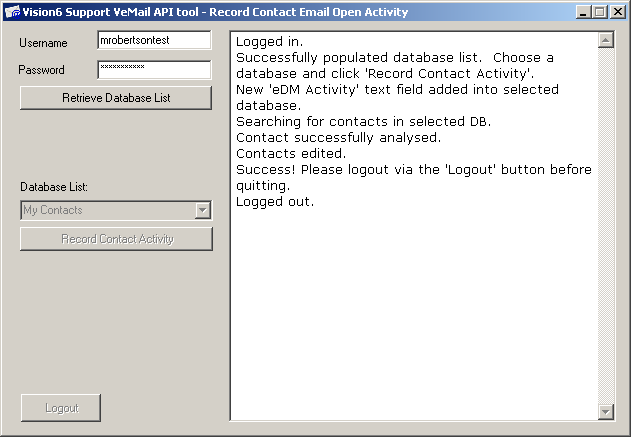 Vision6 Support VeMail API tool - Record Contact Email Open Activity
Username
mrobertsontest
Password
xxxxxxxxxxx
Retrieve Database List
Database List:
My Contacts
Record Contact Activity
Logout
Logged in.
Successfully populated database list.  Choose a
database and click 'Record Contact Activity'.
New 'eDM Activity' text field added into selected
database.
Searching for contacts in selected DB.
Contact successfully analysed.
Contacts edited.
Success! Please logout via the 'Logout' button before
quitting.
Logged out.